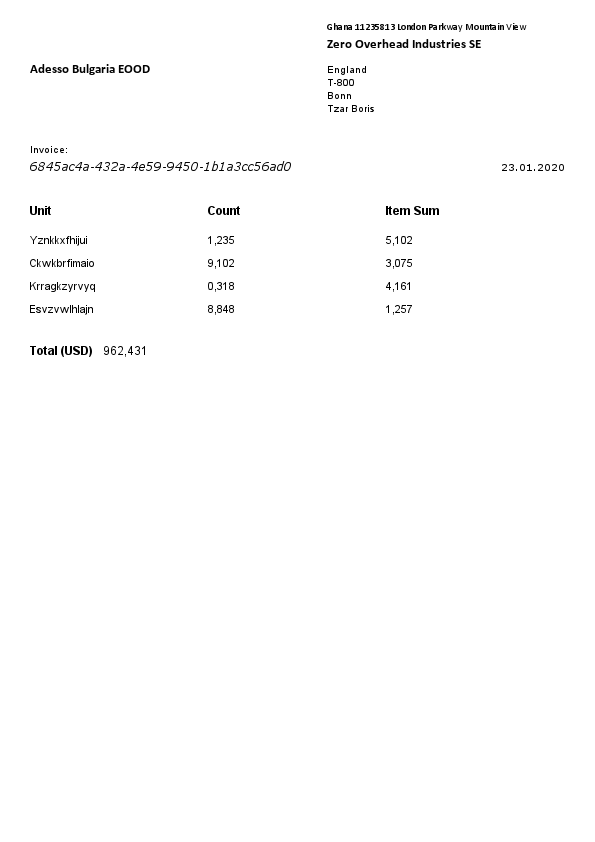 Ghana 11235813 London Parkway Mountain View
Zero Overhead Industries SE
Adesso Bulgaria EOOD
England
T-800
Bonn
Tzar Boris
Invoice:
6845ac4a-432a-4e59-9450-1b1a3cc56ad0 23.01.2020
Unit Count Item Sum
Yznkkxfhijui 1,235 5,102
Ckwkbrfimaio 9,102 3,075
Krragkzyrvyq 0,318 4,161
Esvzvwlhlajn 8,848 1,257
Total (USD) 962,431